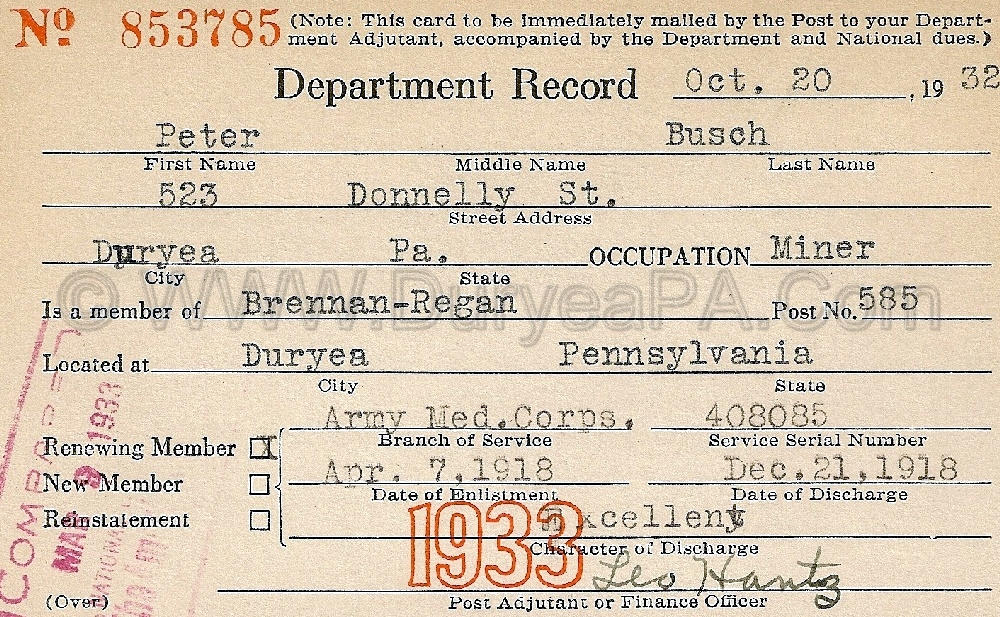 Nº 853785 (Note: This card to be immediately mailed by the Post to your Depart-
ment Adjutant, accompanied by the Department and National dues.)
Department Record Oct. 20, 1932
Peter Busch
First Name Middle Name Last Name
523 Donnelly St.
Street Address
Duryea Pa. OCCUPATION Miner
City State
© WWW.DuryeaPA.Com
Is a member of Brennan-Regan Post No. 585
Located at Duryea Pennsylvania
City State
Army Med.Corps. 408085
Renewing Member X Branch of Service Service Serial Number
Apr. 7,1918 Dec.21,1918
New Member Date of Enlistment Date of Discharge
Reinstatement Excellent
1933
Character of Discharge
Leo Hantz
(Over) Post Adjutant or Finance Officer
MAR 9 1933